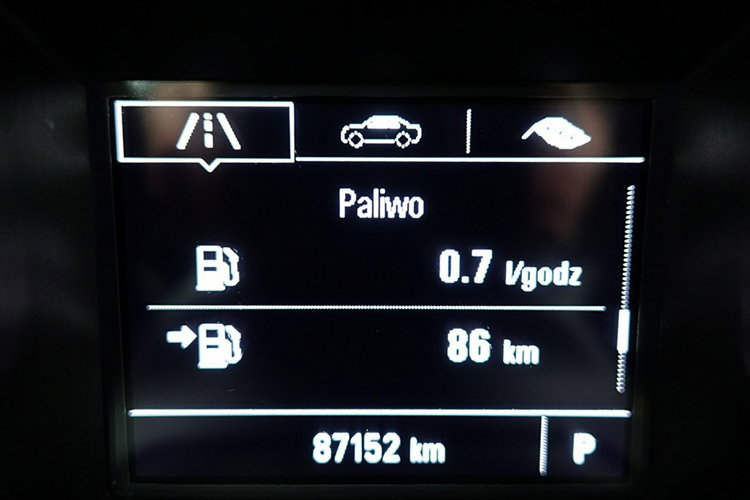 Paliwo
0.7 l/godz
86 km
87152 km P